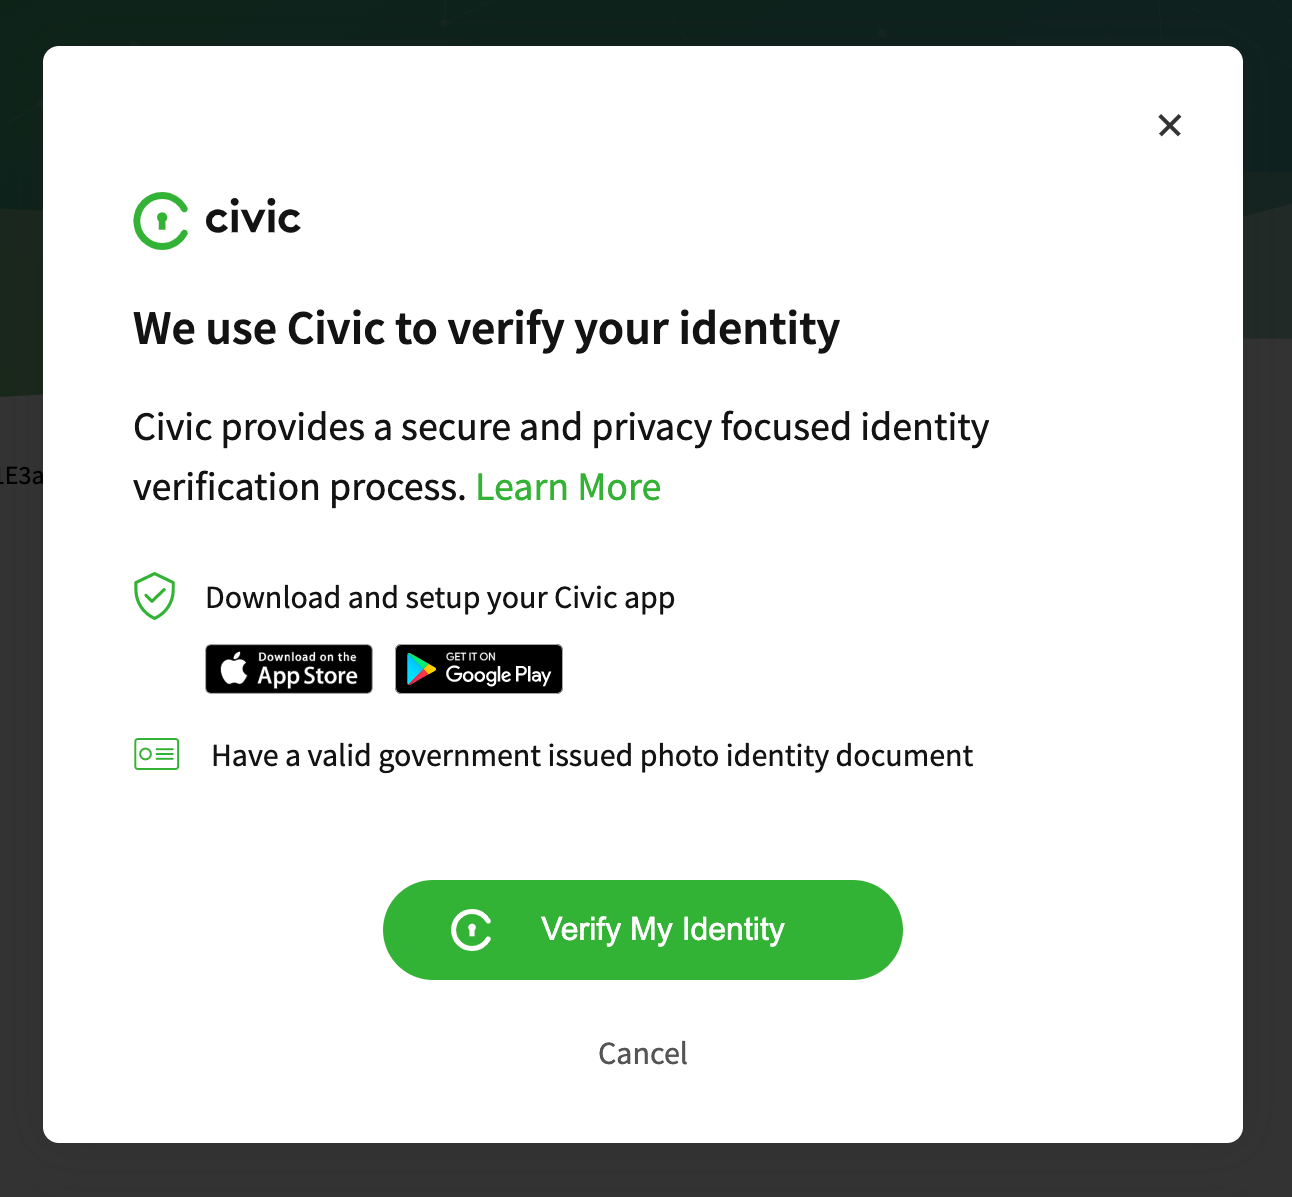 civic
We use Civic to verify your identity
Civic provides a secure and privacy focused identity
verification process. Learn More
1E3a
Download and setup your Civic app
Download on the
App Store
GET IT ON
Google Play
Have a valid government issued photo identity document
Verify My Identity
Cancel